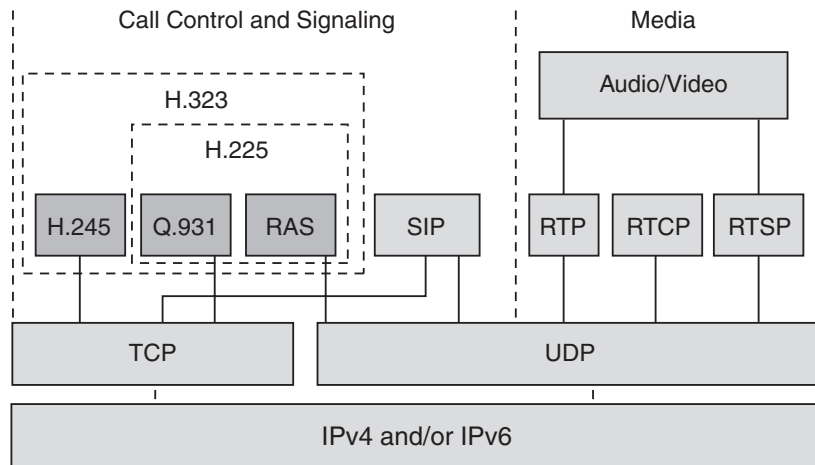 Call Control and Signaling
Media
Audio/Video
H.323
H.225
H.245
Q.931
RAS
SIP
RTP
RTCP
RTSP
TCP
UDP
IPv4 and/or IPv6